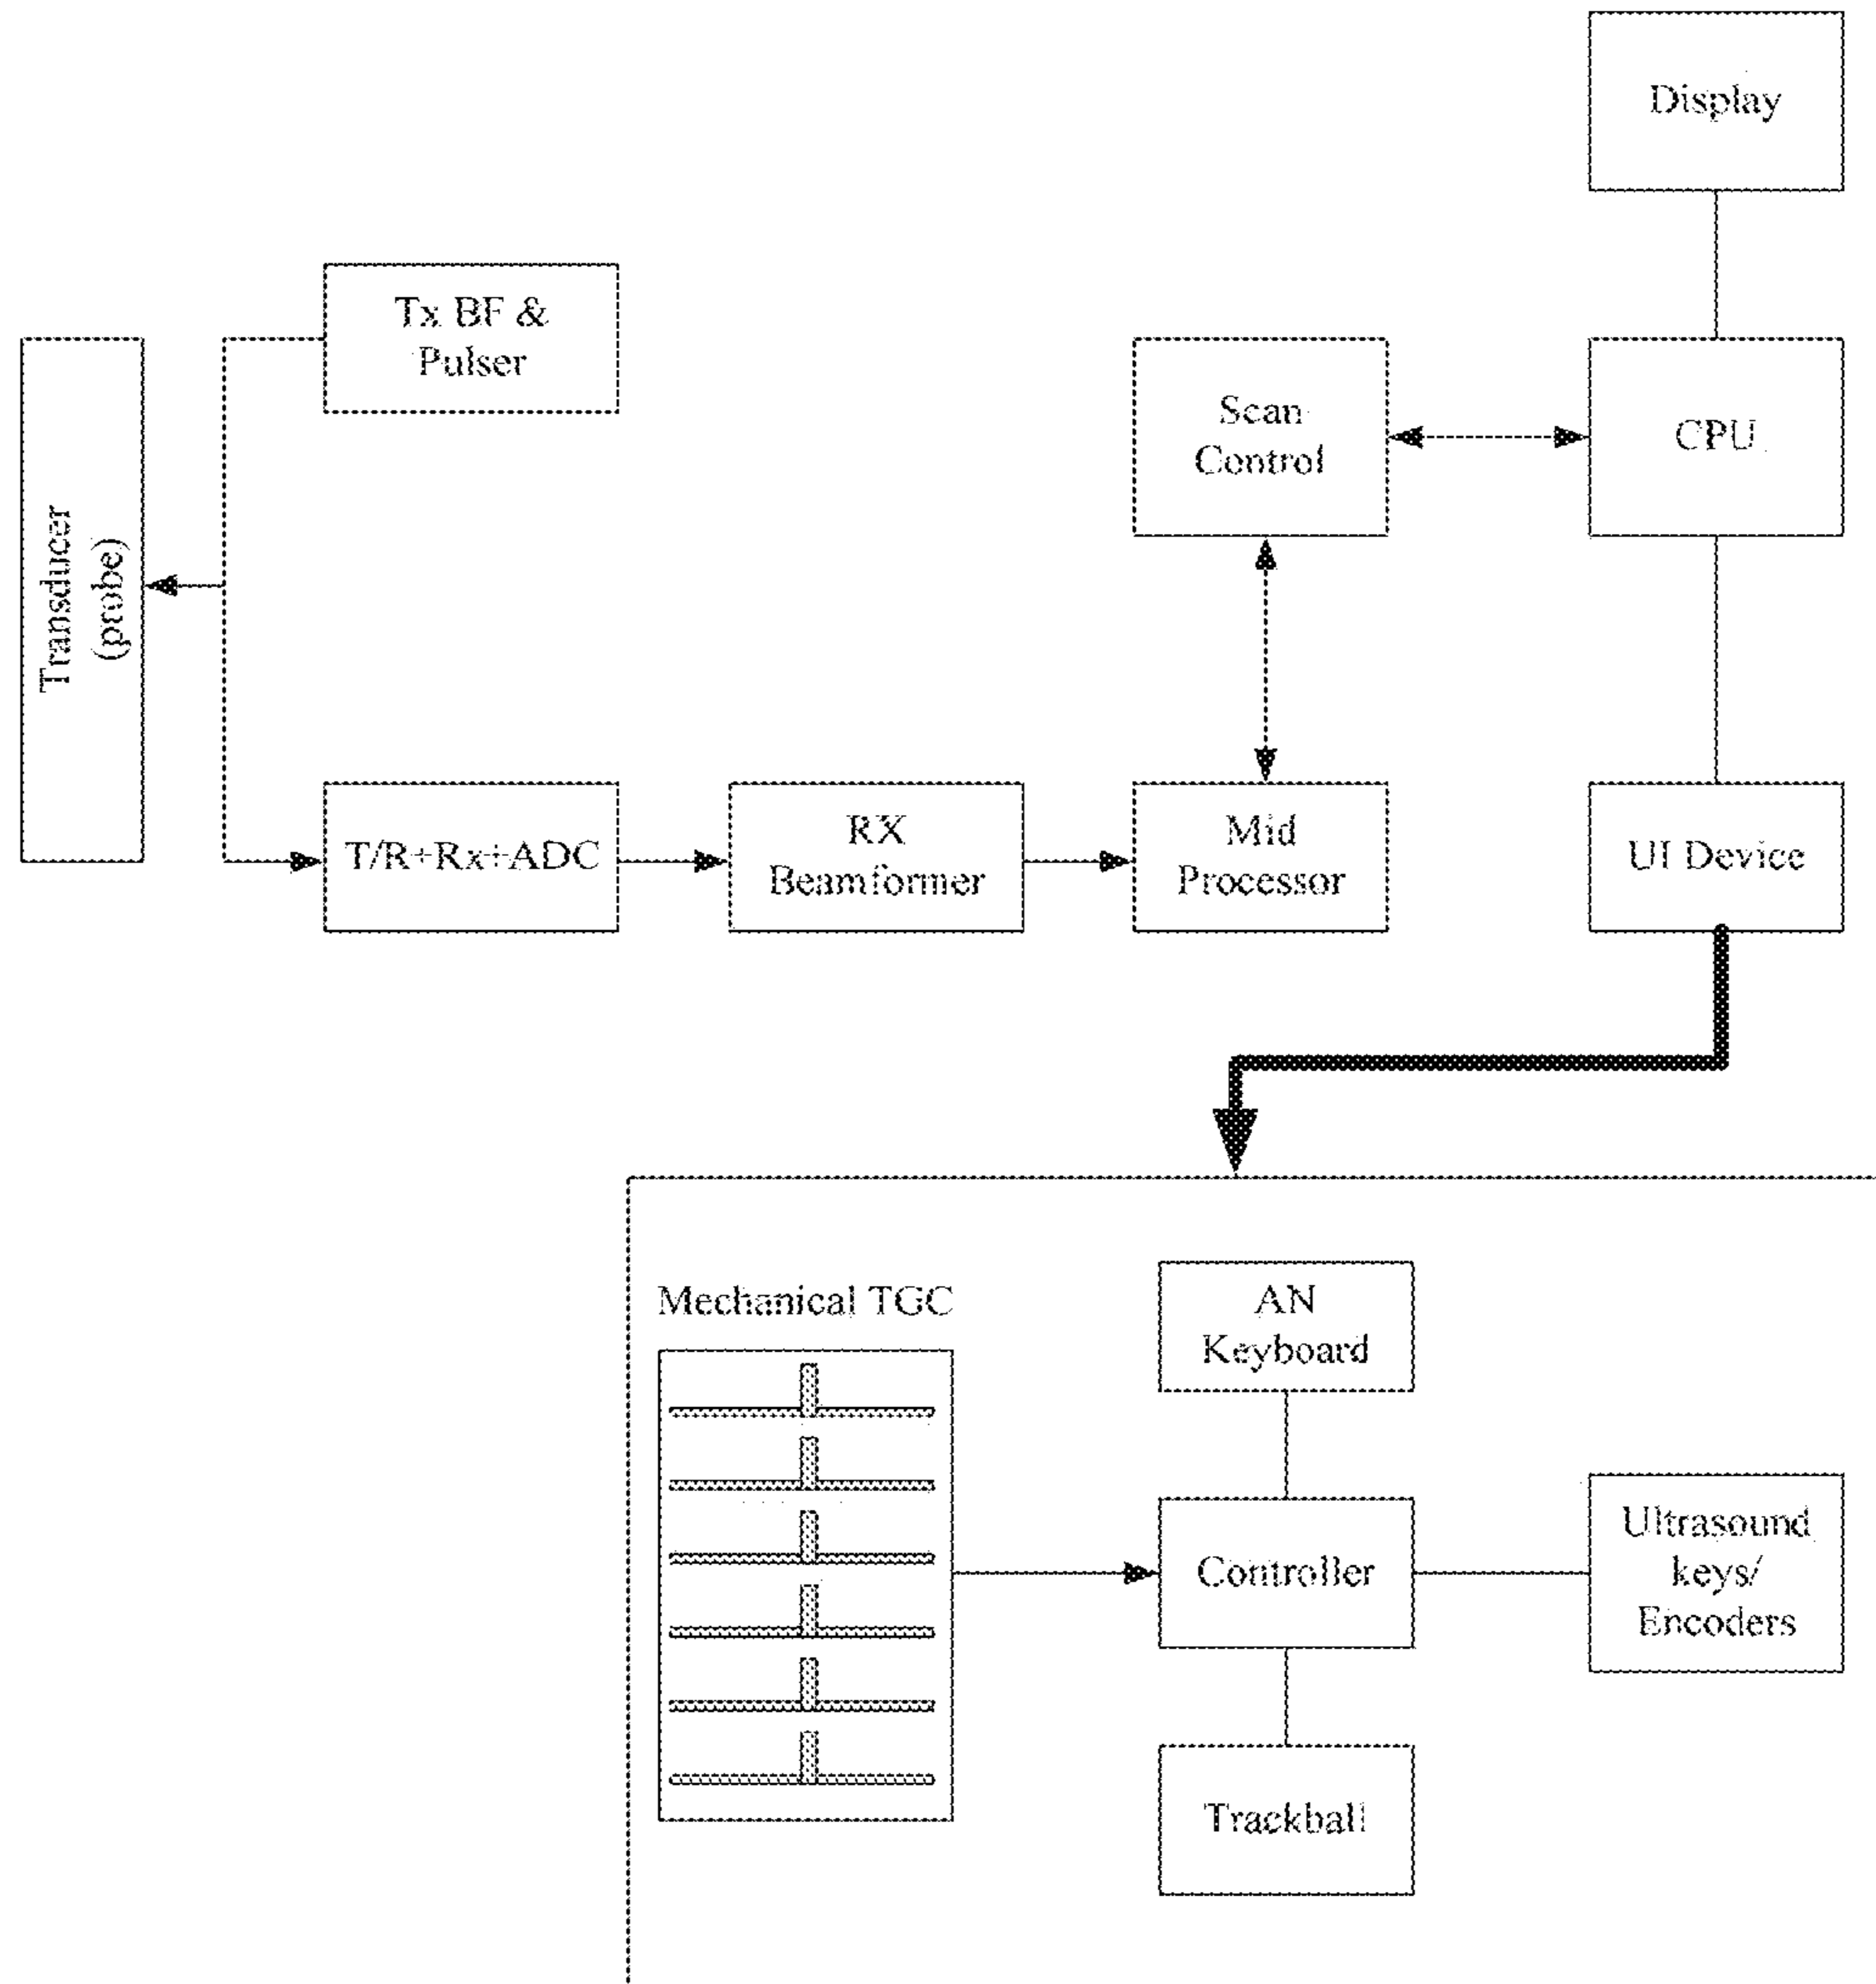 Display
Tx BF &
Pulser
Transducer
(probe)
Scan
Control
CPU
T/R+Rx+ADC
RX
Beamformer
Mid
Processor
UI Device
Mechanical TGC
AN
Keyboard
Controller
Ultrasound
keys/
Encoders
Trackball